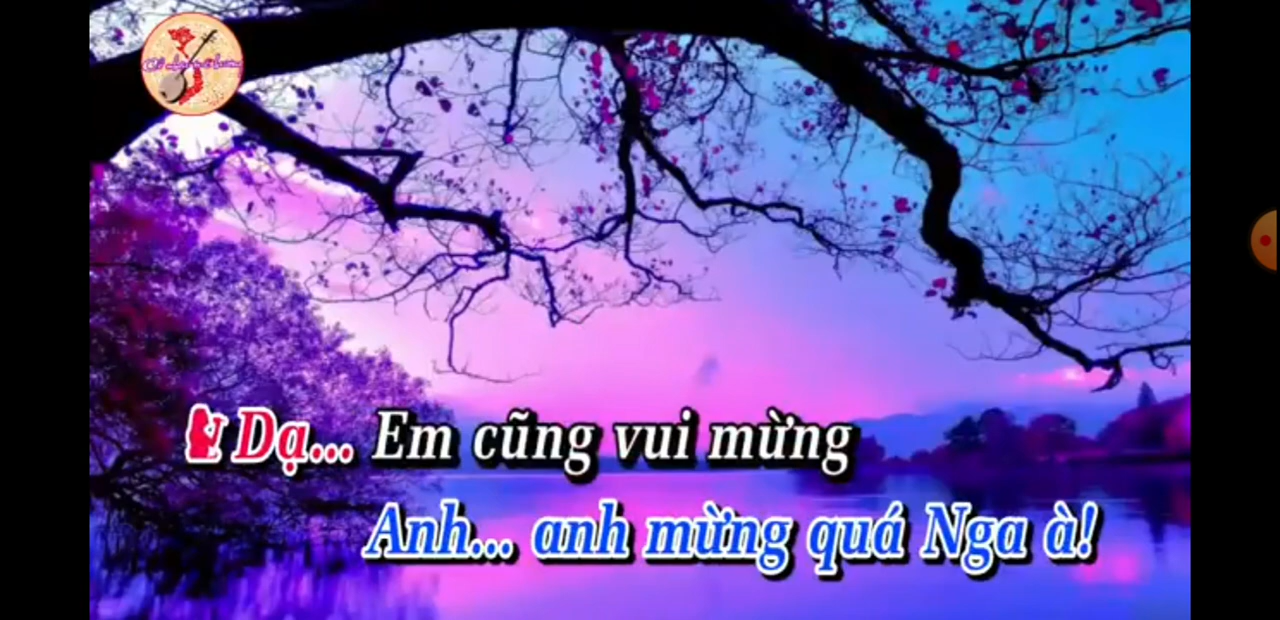 Dạ... Em cũng vui mừng
Anh... anh mừng quá Nga à!